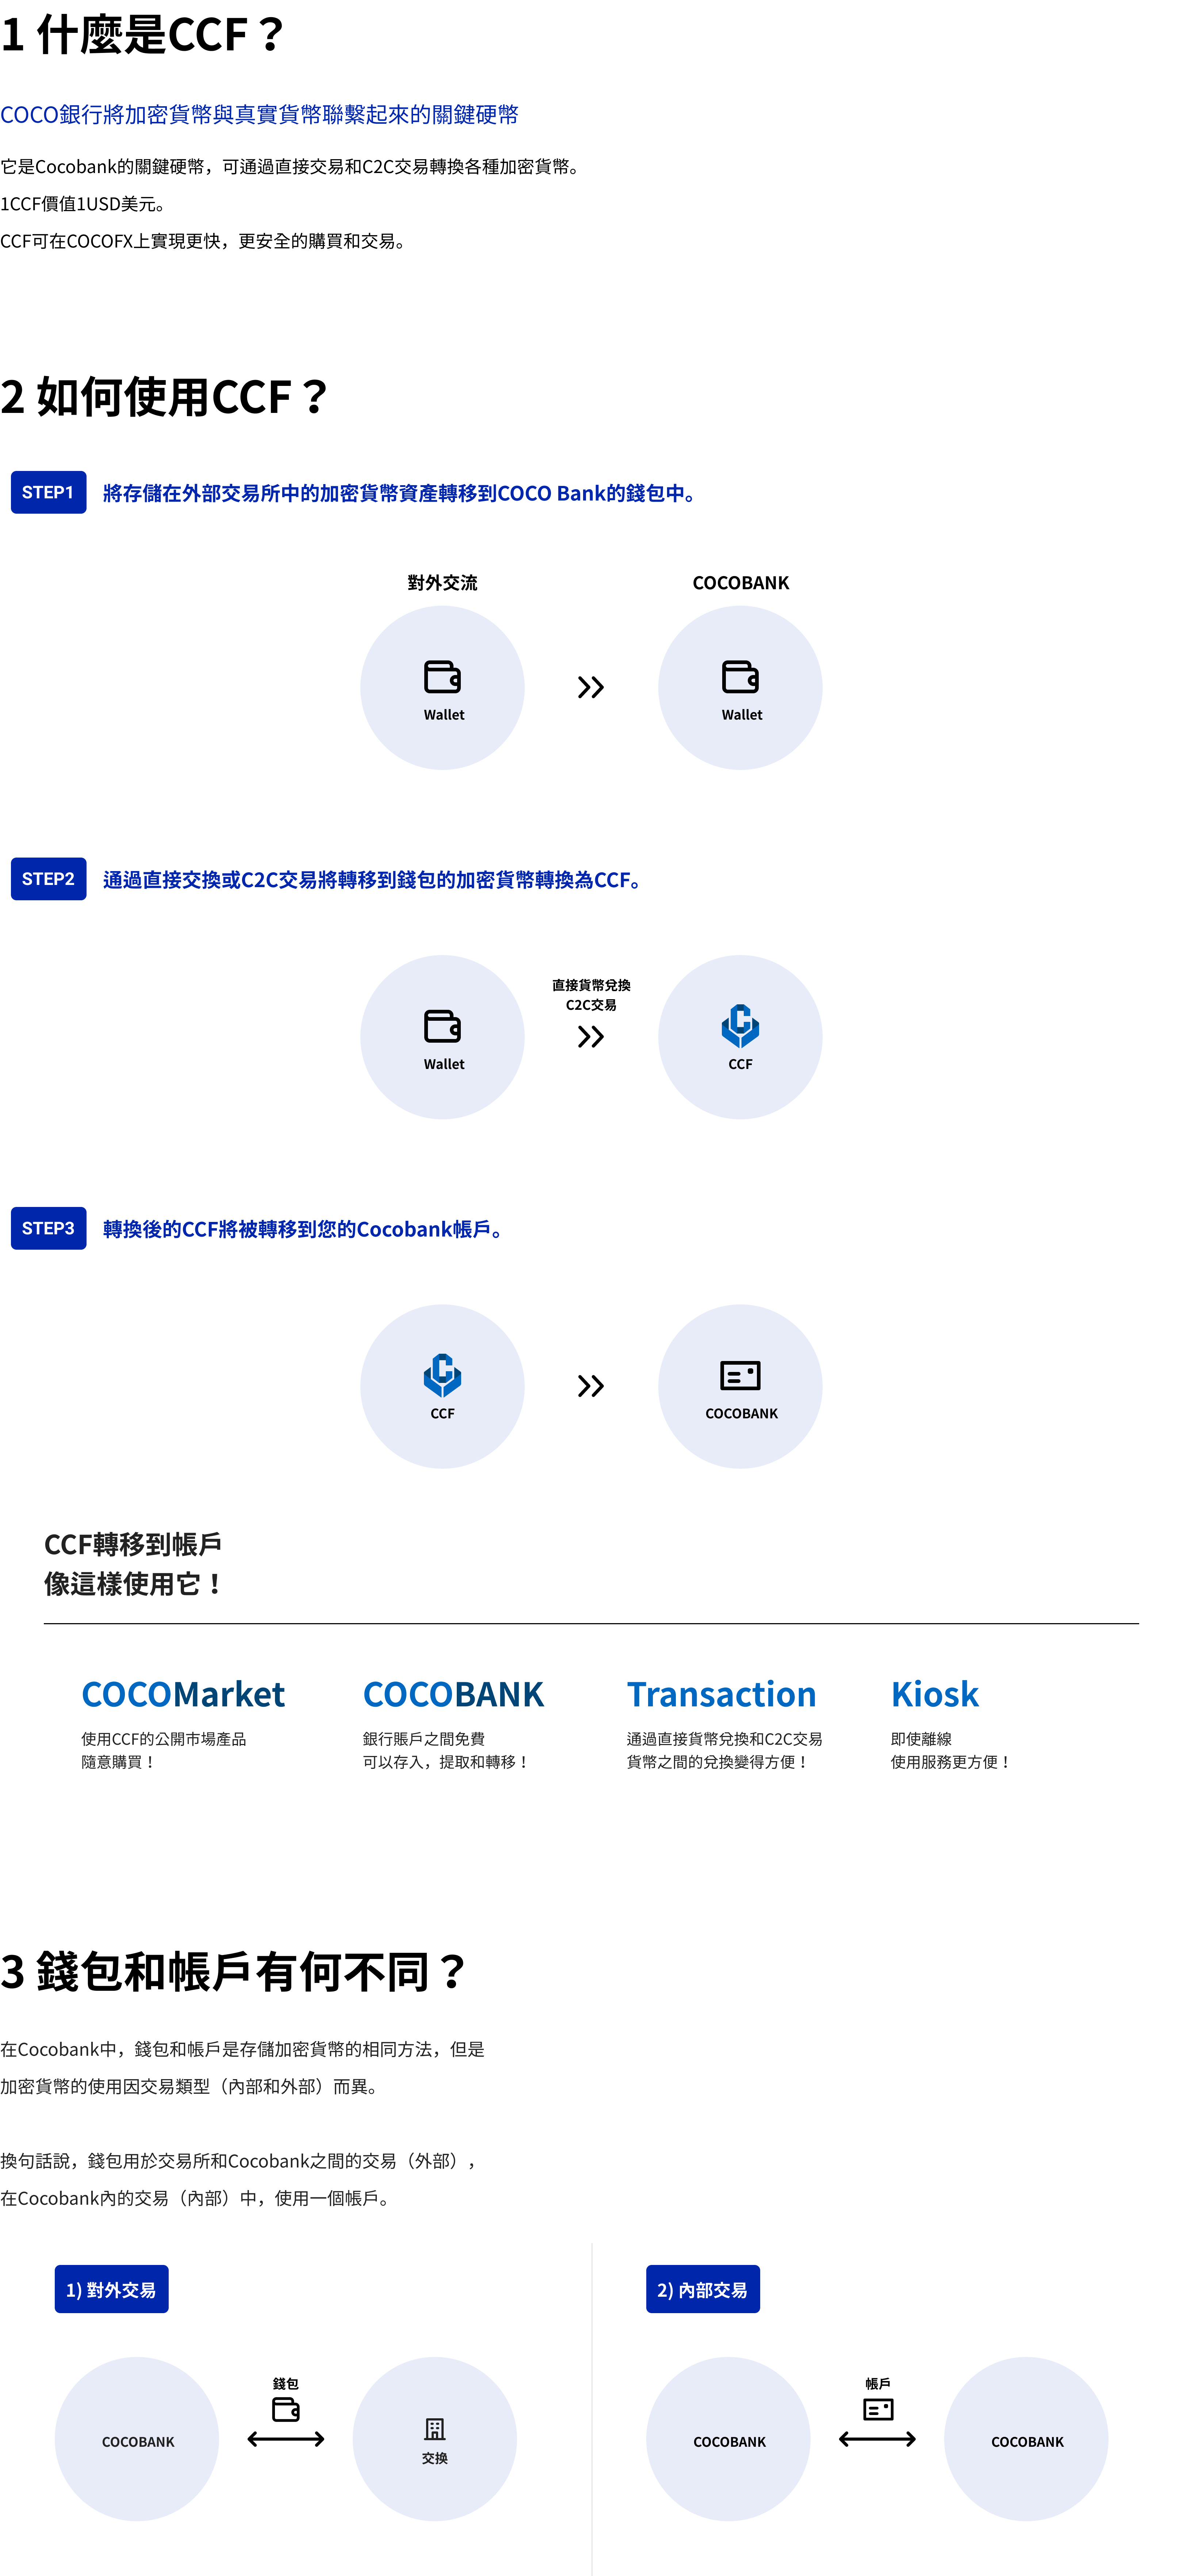 1 什麼是CCF？
COCO銀行將加密貨幣與真實貨幣聯繫起來的關鍵硬幣
它是Cocobank的關鍵硬幣，可通過直接交易和C2C交易轉換各種加密貨幣。
1CCF價值1USD美元。
CCF可在COCOFX上實現更快，更安全的購買和交易。
2 如何使用CCF？
STEP1 將存儲在外部交易所中的加密貨幣資產轉移到COCO Bank的錢包中。
對外交流 COCOBANK
Wallet Wallet
STEP2 通過直接交換或C2C交易將轉移到錢包的加密貨幣轉換為CCF。
直接貨幣兌換
C2C交易
Wallet CCF
STEP3 轉換後的CCF將被轉移到您的Cocobank帳戶。
CCF COCOBANK
CCF轉移到帳戶
像這樣使用它！
COCOMarket
使用CCF的公開市場產品
隨意購買！
COCOBANK
銀行賬戶之間免費
可以存入，提取和轉移！
Transaction
通過直接貨幣兌換和C2C交易
貨幣之間的兌換變得方便！
Kiosk
即使離線
使用服務更方便！
3 錢包和帳戶有何不同？
在Cocobank中，錢包和帳戶是存儲加密貨幣的相同方法，但是
加密貨幣的使用因交易類型（內部和外部）而異。
換句話說，錢包用於交易所和Cocobank之間的交易（外部），
在Cocobank內的交易（內部）中，使用一個帳戶。
1) 對外交易
錢包
COCOBANK 交換
2) 內部交易
帳戶
COCOBANK COCOBANK